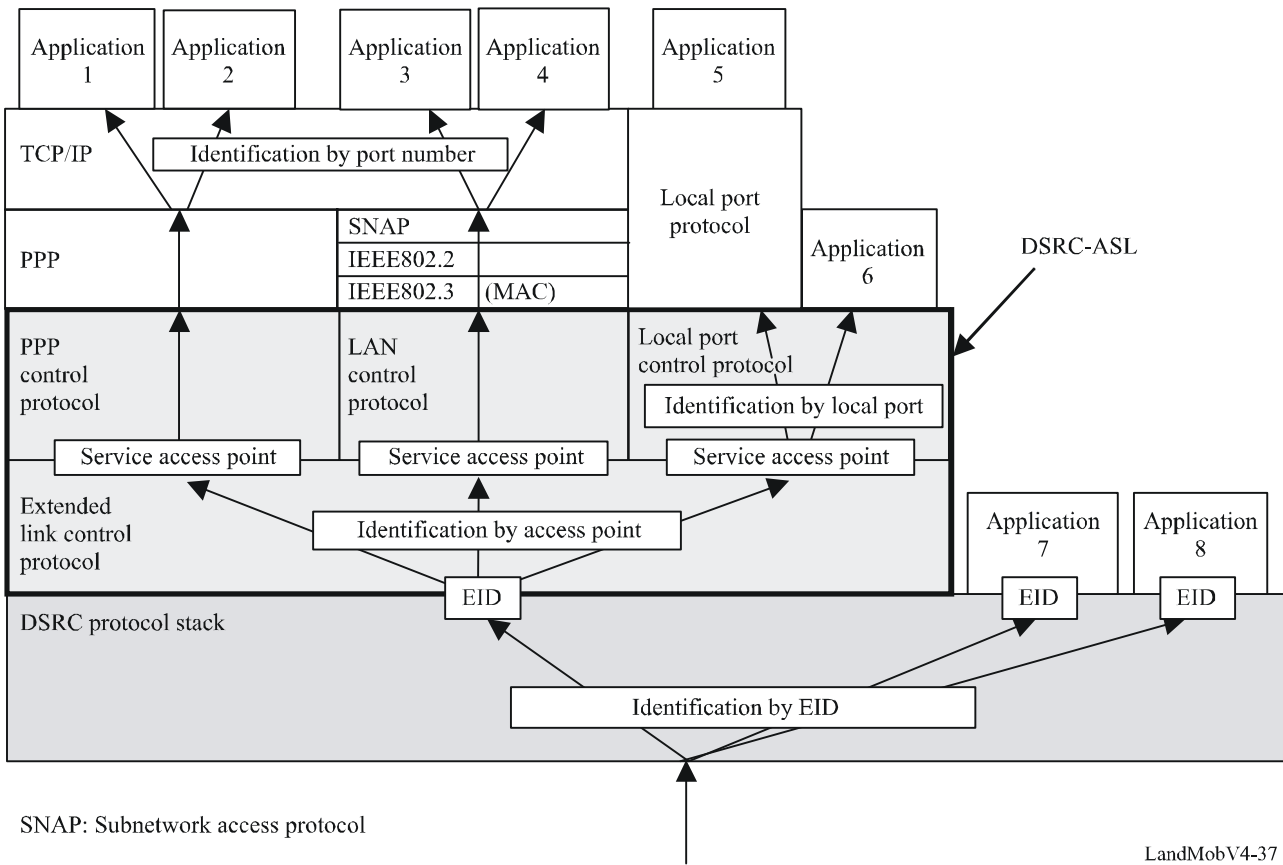 Application
1
Application
2
Application
3
Application
4
Application
5
TCP/IP
Identification by port number
Local port
protocol
PPP
SNAP
IEEE802.2
IEEE802.3 (MAC)
Application
6
DSRC-ASL
PPP
control
protocol
LAN
control
protocol
Local port
control protocol
Identification by local port
Service access point
Service access point
Service access point
Extended
link control
protocol
Identification by access point
Application
7
Application
8
EID
EID
EID
DSRC protocol stack
Identification by EID
SNAP: Subnetwork access protocol
LandMobV4-37